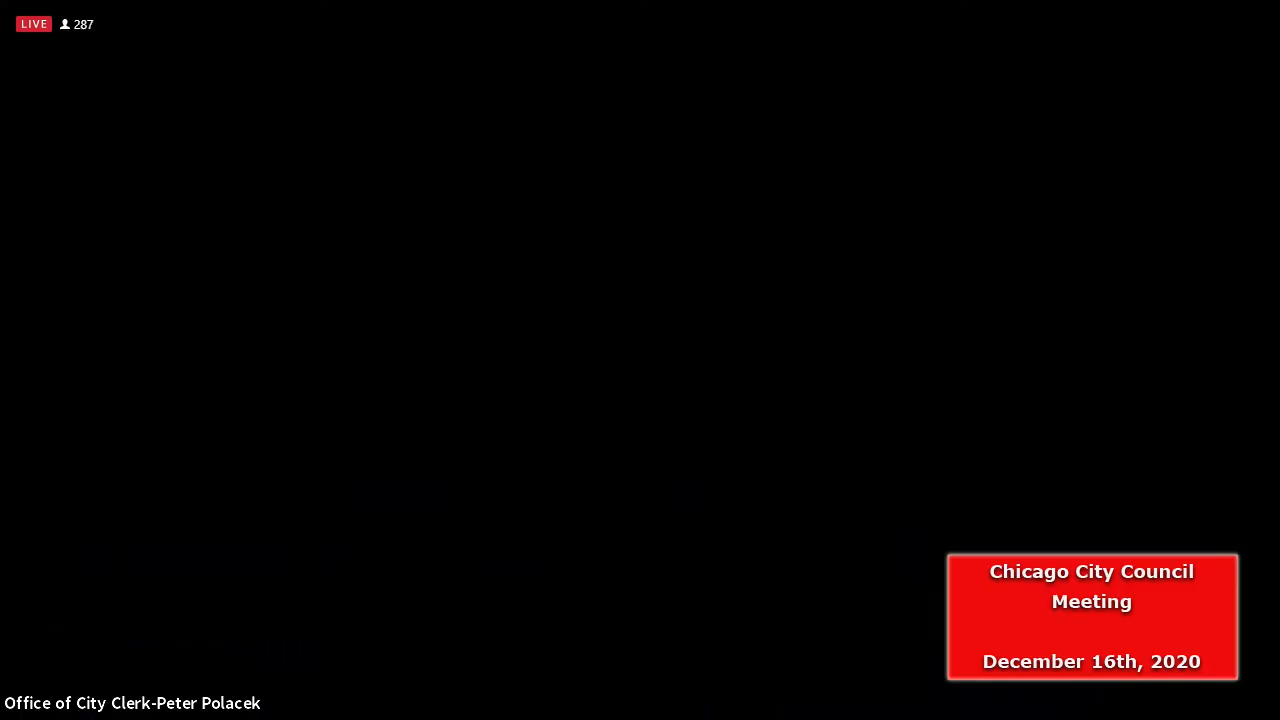 LIVE 287
Chicago City Council
Meeting
December 16th, 2020
Office of City Clerk-Peter Polacek